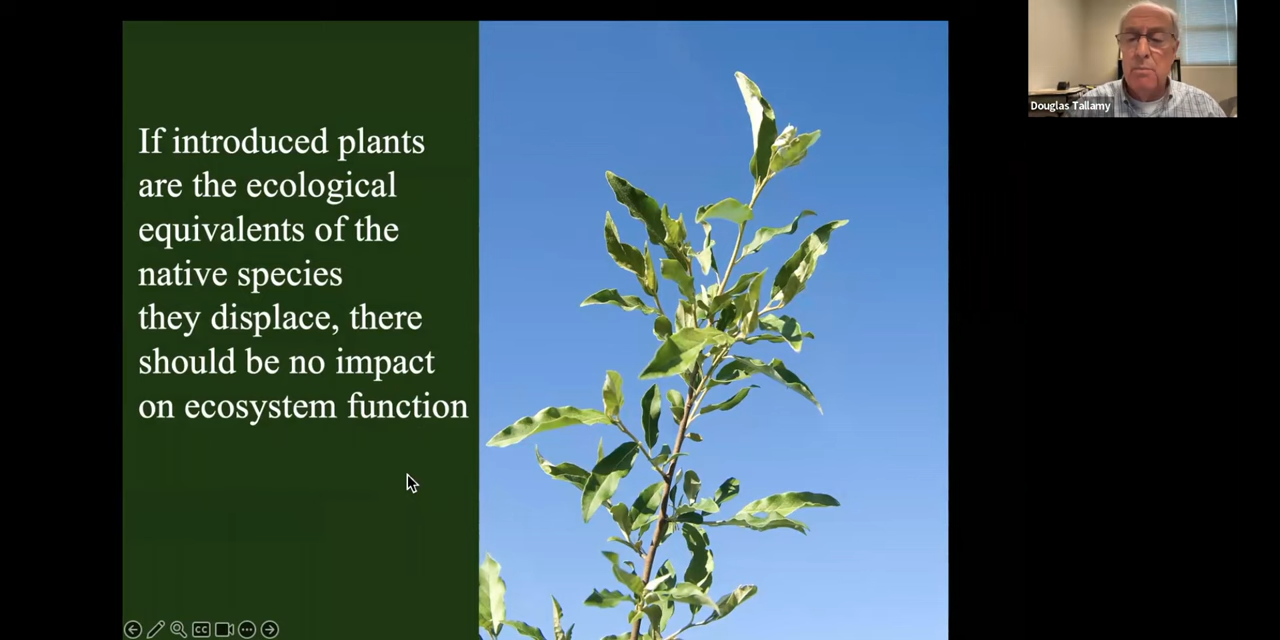 If introduced plants
are the ecological
equivalents of the
native species
they displace, there
should be no impact
on ecosystem function
Douglas Tallamy
CC